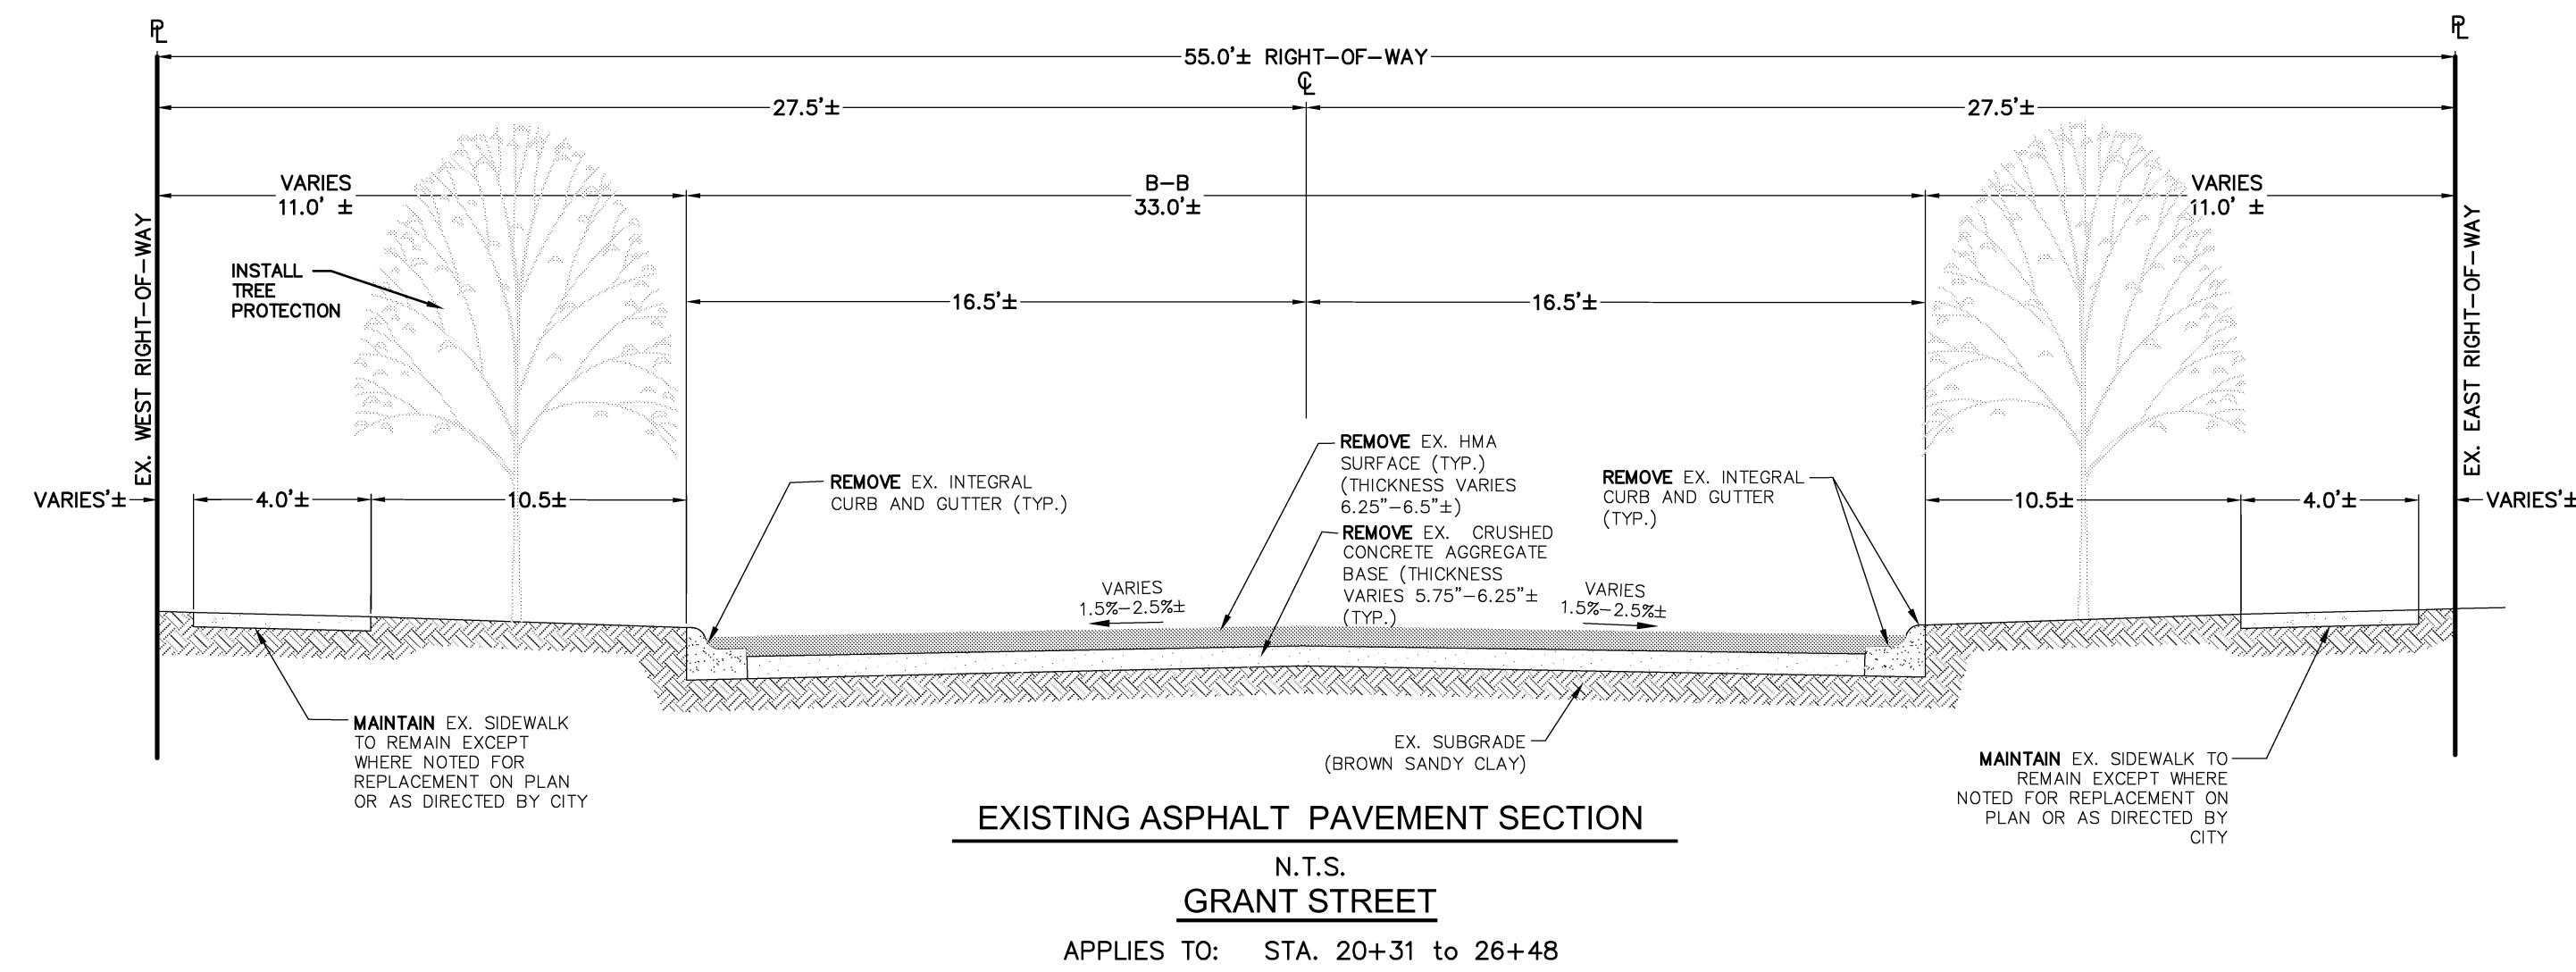 PL
PL
55.0'± RIGHT-OF-WAY
CL
27.5'±
27.5'±
VARIES
11.0' ±
B-B
33.0'±
VARIES
11.0' ±
EX. WEST RIGHT-OF-WAY
EX. EAST RIGHT-OF-WAY
INSTALL
TREE
PROTECTION
16.5'±
16.5'±
VARIES'±
4.0'±
10.5±
REMOVE EX. INTEGRAL
CURB AND GUTTER (TYP.)
REMOVE EX. HMA
SURFACE (TYP.)
(THICKNESS VARIES
6.25"-6.5"±)
REMOVE EX. CRUSHED
CONCRETE AGGREGATE
BASE (THICKNESS
VARIES 5.75"-6.25"±
(TYP.)
REMOVE EX. INTEGRAL
CURB AND GUTTER
(TYP.)
10.5±
4.0'±
VARIES'±
VARIES
1.5%-2.5%±
VARIES
1.5%-2.5%±
MAINTAIN EX. SIDEWALK
TO REMAIN EXCEPT
WHERE NOTED FOR
REPLACEMENT ON PLAN
OR AS DIRECTED BY CITY
EX. SUBGRADE
(BROWN SANDY CLAY)
MAINTAIN EX. SIDEWALK TO
REMAIN EXCEPT WHERE
NOTED FOR REPLACEMENT ON
PLAN OR AS DIRECTED BY
CITY
EXISTING ASPHALT PAVEMENT SECTION
N.T.S.
GRANT STREET
APPLIES TO: STA. 20+31 to 26+48